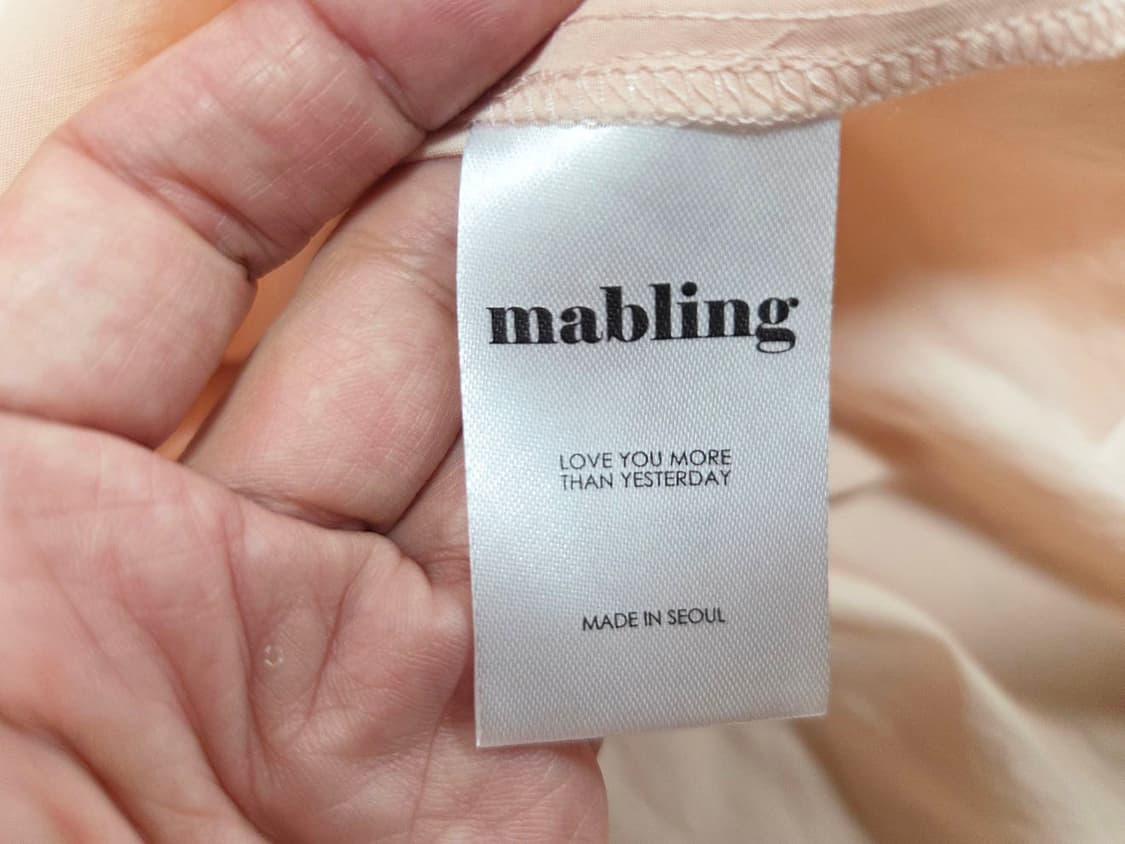 mabling
LOVE YOU MORE
THAN YESTERDAY
MADE IN SEOUL